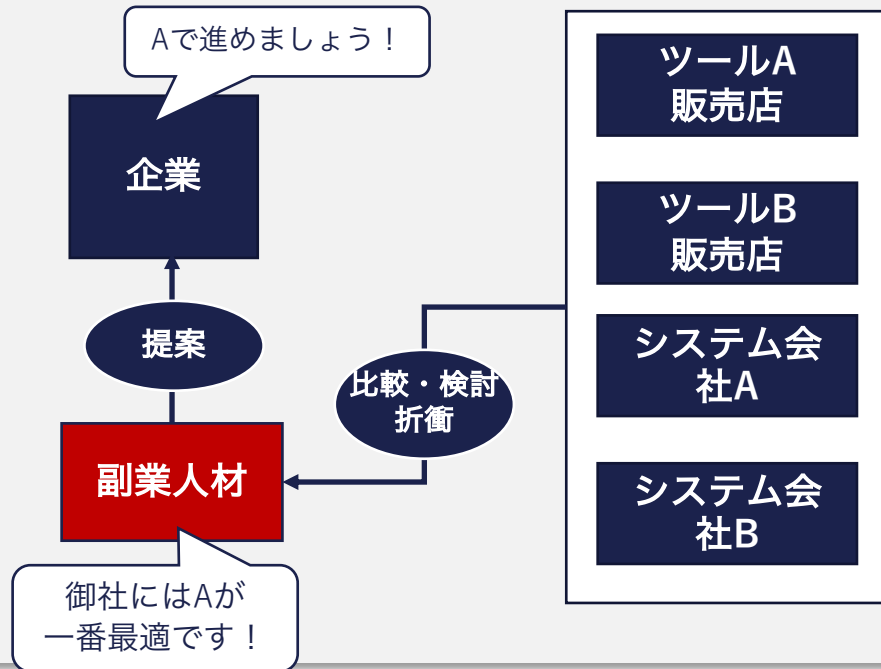 Aで進めましょう！
企業
提案
副業人材
御社にはAが
一番最適です！
比較・検討
折衝
ツールA
販売店
ツールB
販売店
システム会
社A
システム会
社B